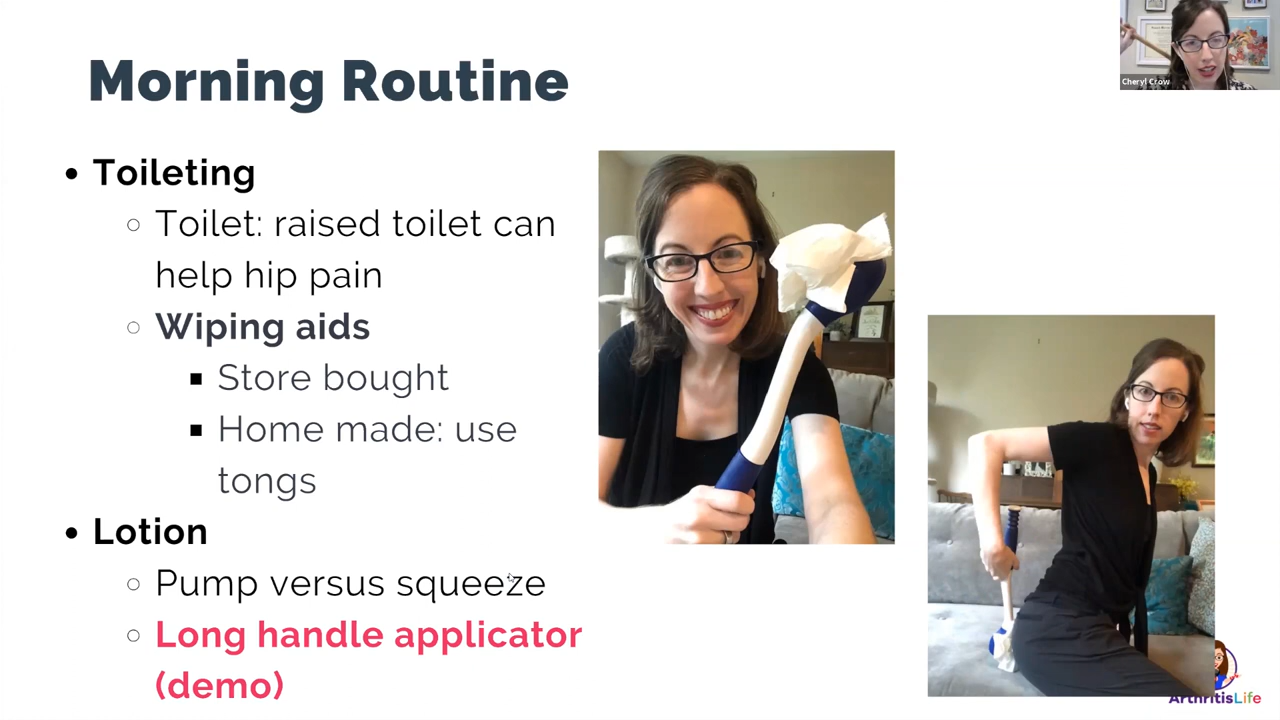 Morning Routine
Cheryl Crow
Toileting
Toilet: raised toilet can
help hip pain
Wiping aids
Store bought
Home made: use
tongs
Lotion
Pump versus squeeze
Long handle applicator
(demo)
ArthritisLife